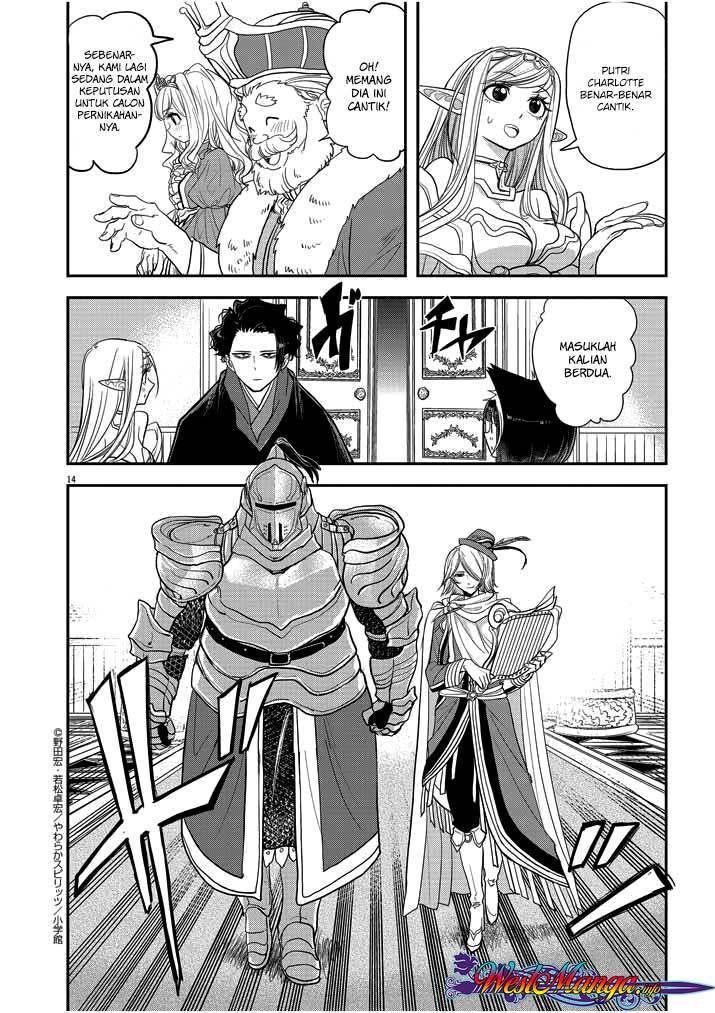 PUTRI
CHARLOTTE
BENAR-BENAR
CANTIK.
OH!
MEMANG
DIA INI
CANTIK!
SEBENAR-
NYA, KAMI LAGI
SEDANG DALAM
KEPUTUSAN
UNTUK CALON
PERNIKAHAN-
NYA.
MASUKLAH
KALIAN
BERDUA.
チャ
ガ
14
ザッ
©野田宏・若松卓宏／やわらかスピリッツ／小学館
WestManga.info